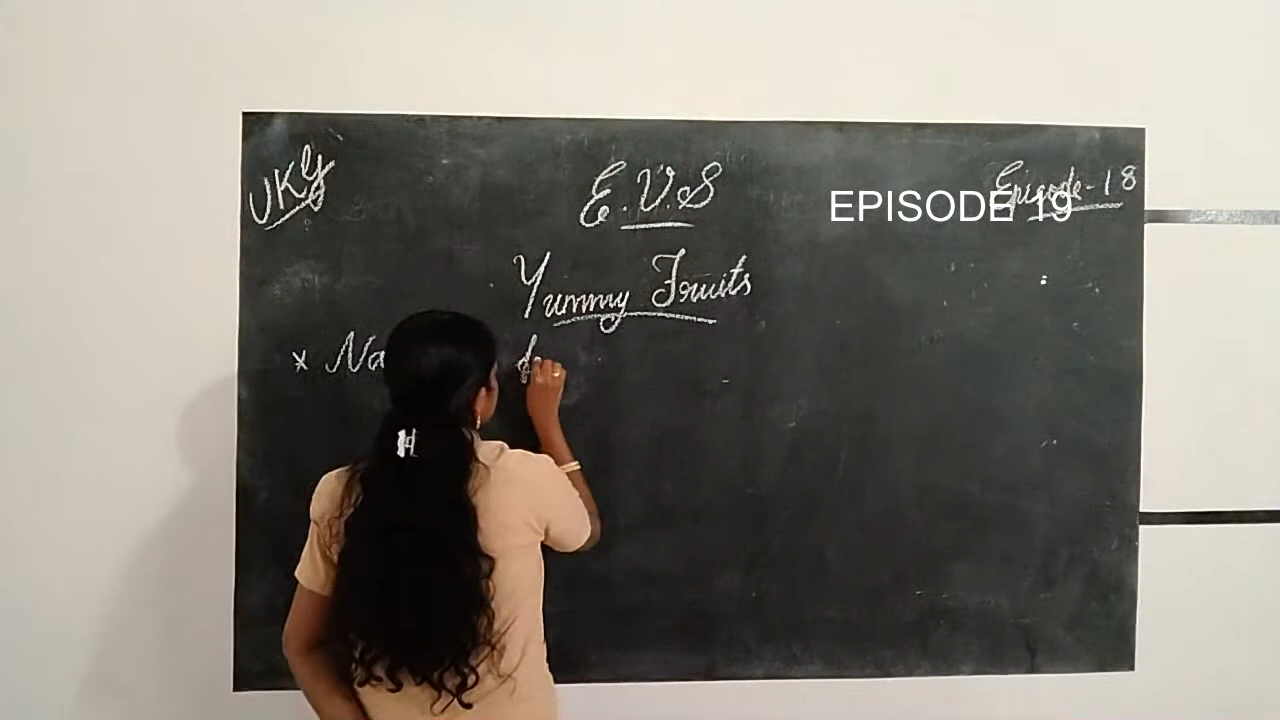 UKG
E.V.S
Episode-18
EPISODE 19
Yummy Fruits
* Na